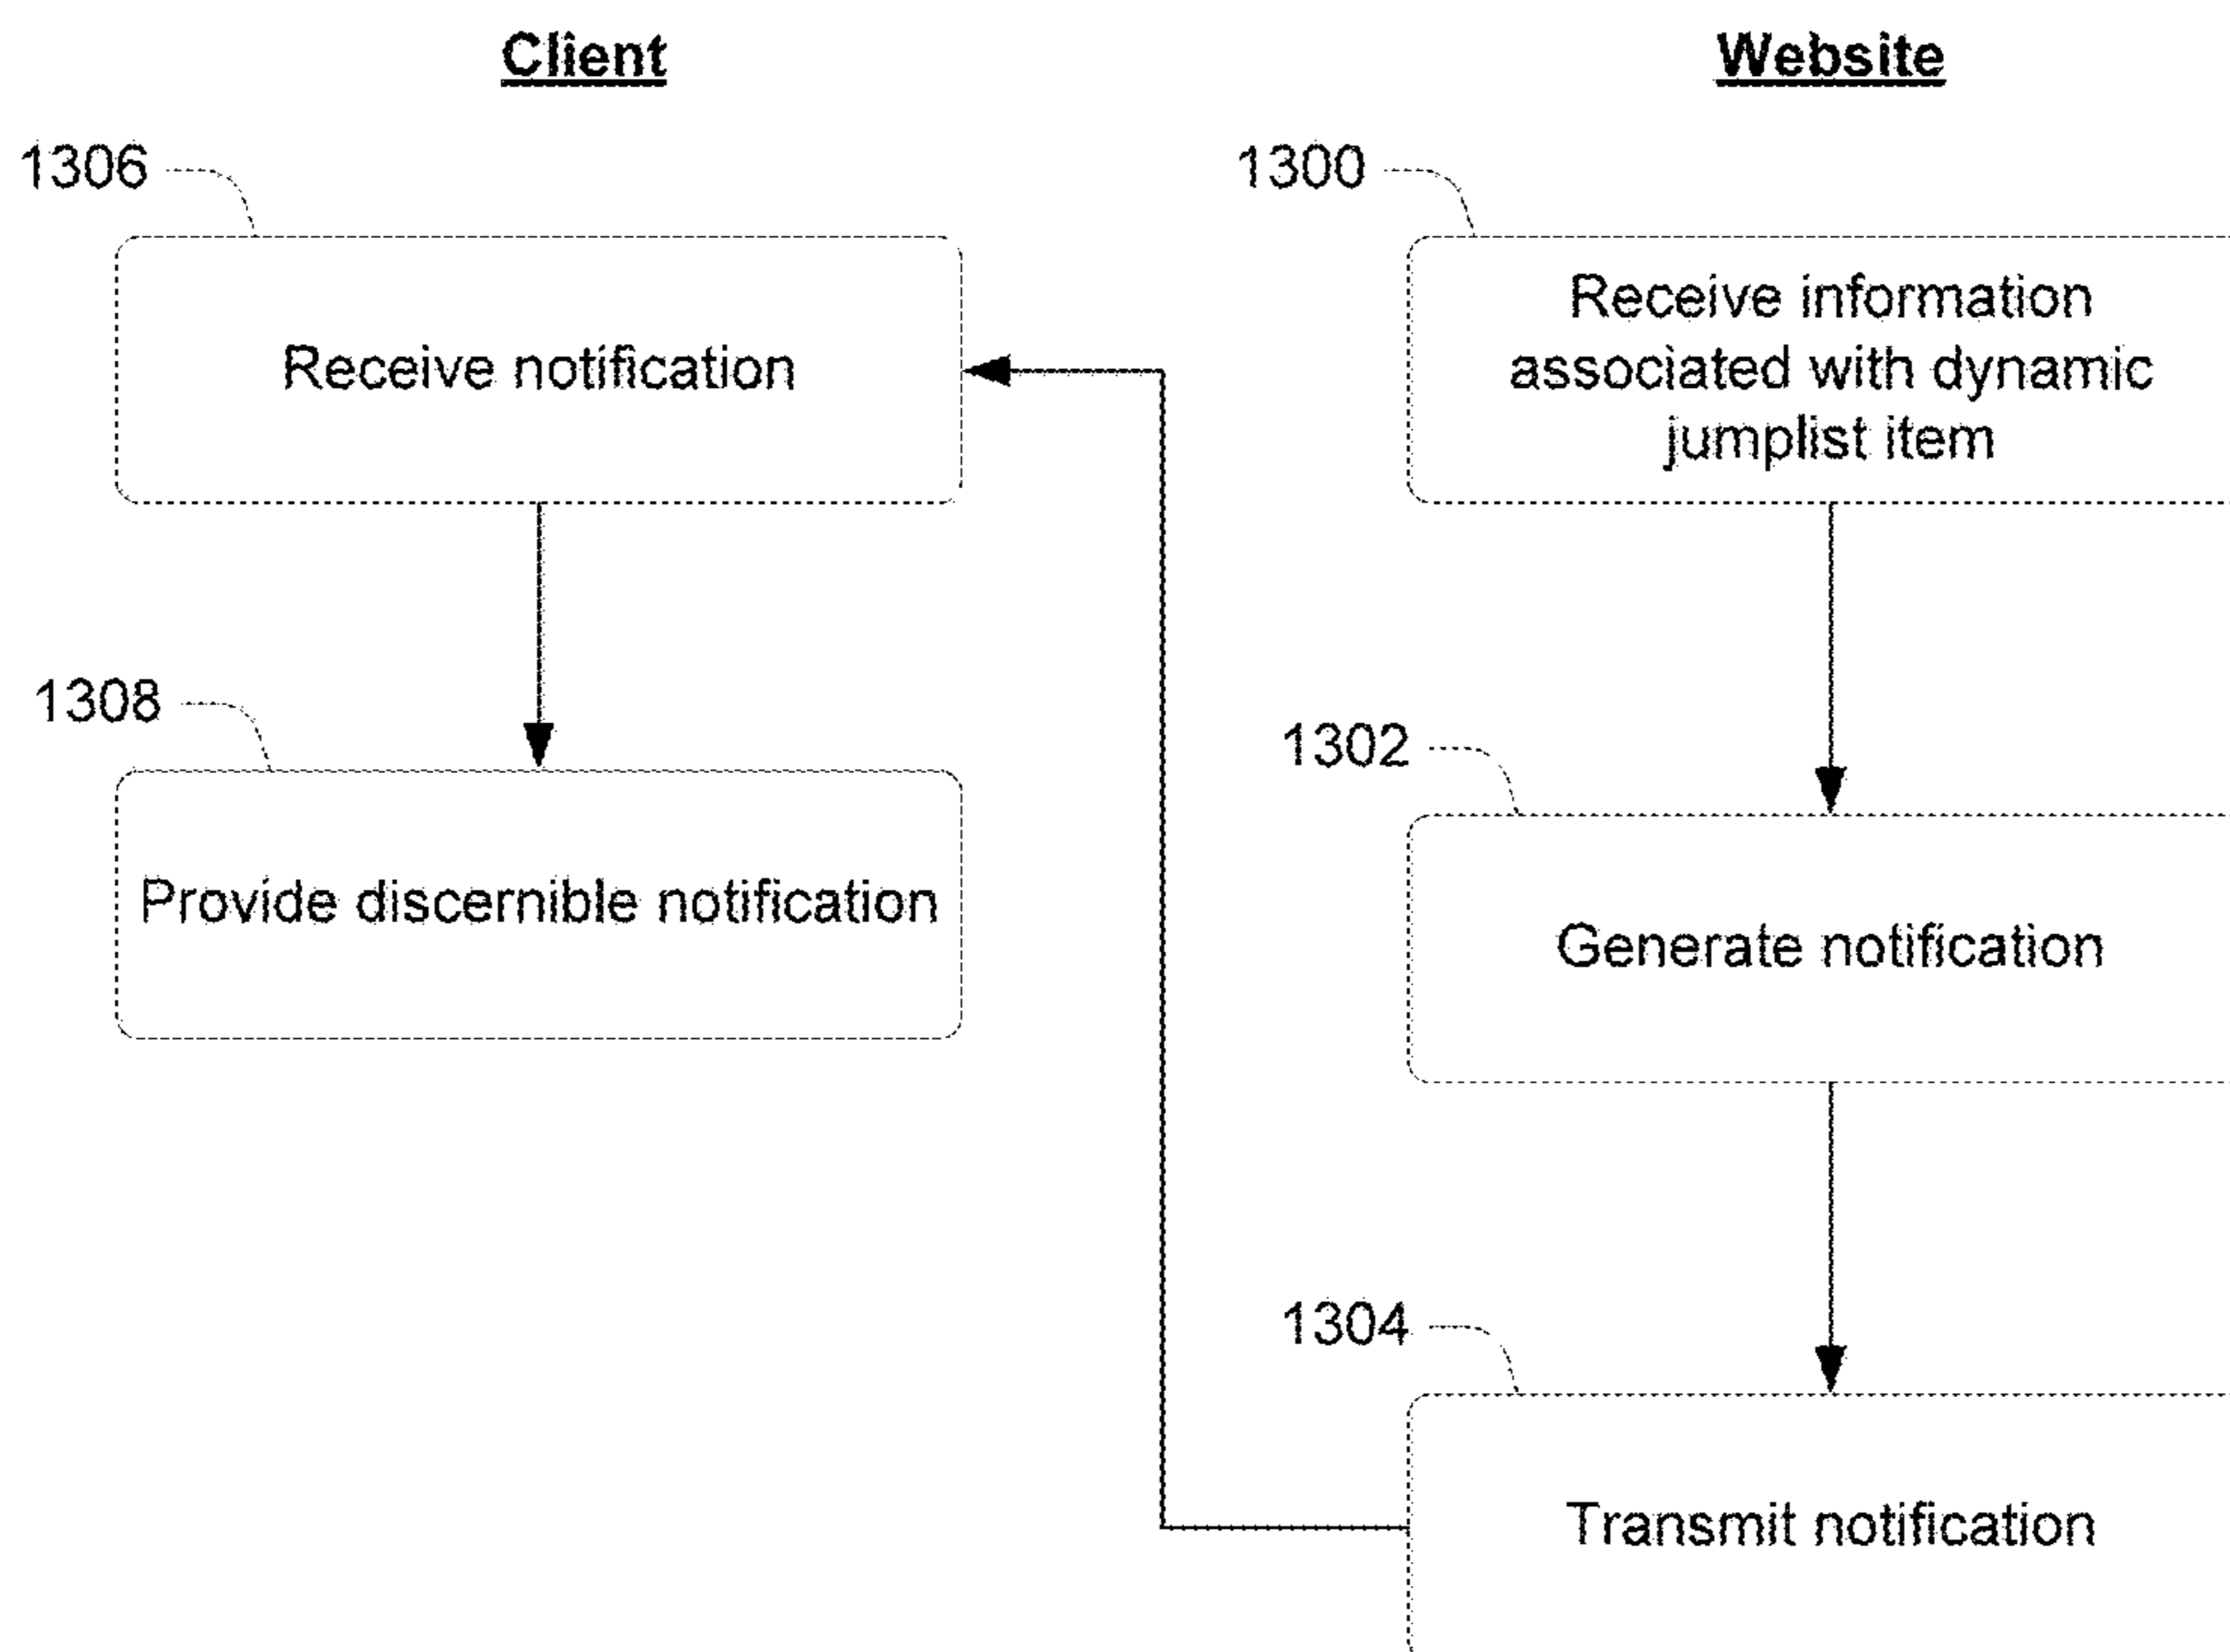 Client
Website
1306
1300
Receive notification
Receive information
associated with dynamic
jumplist item
1308
1302
Provide discernible notification
Generate notification
1304
Transmit notification